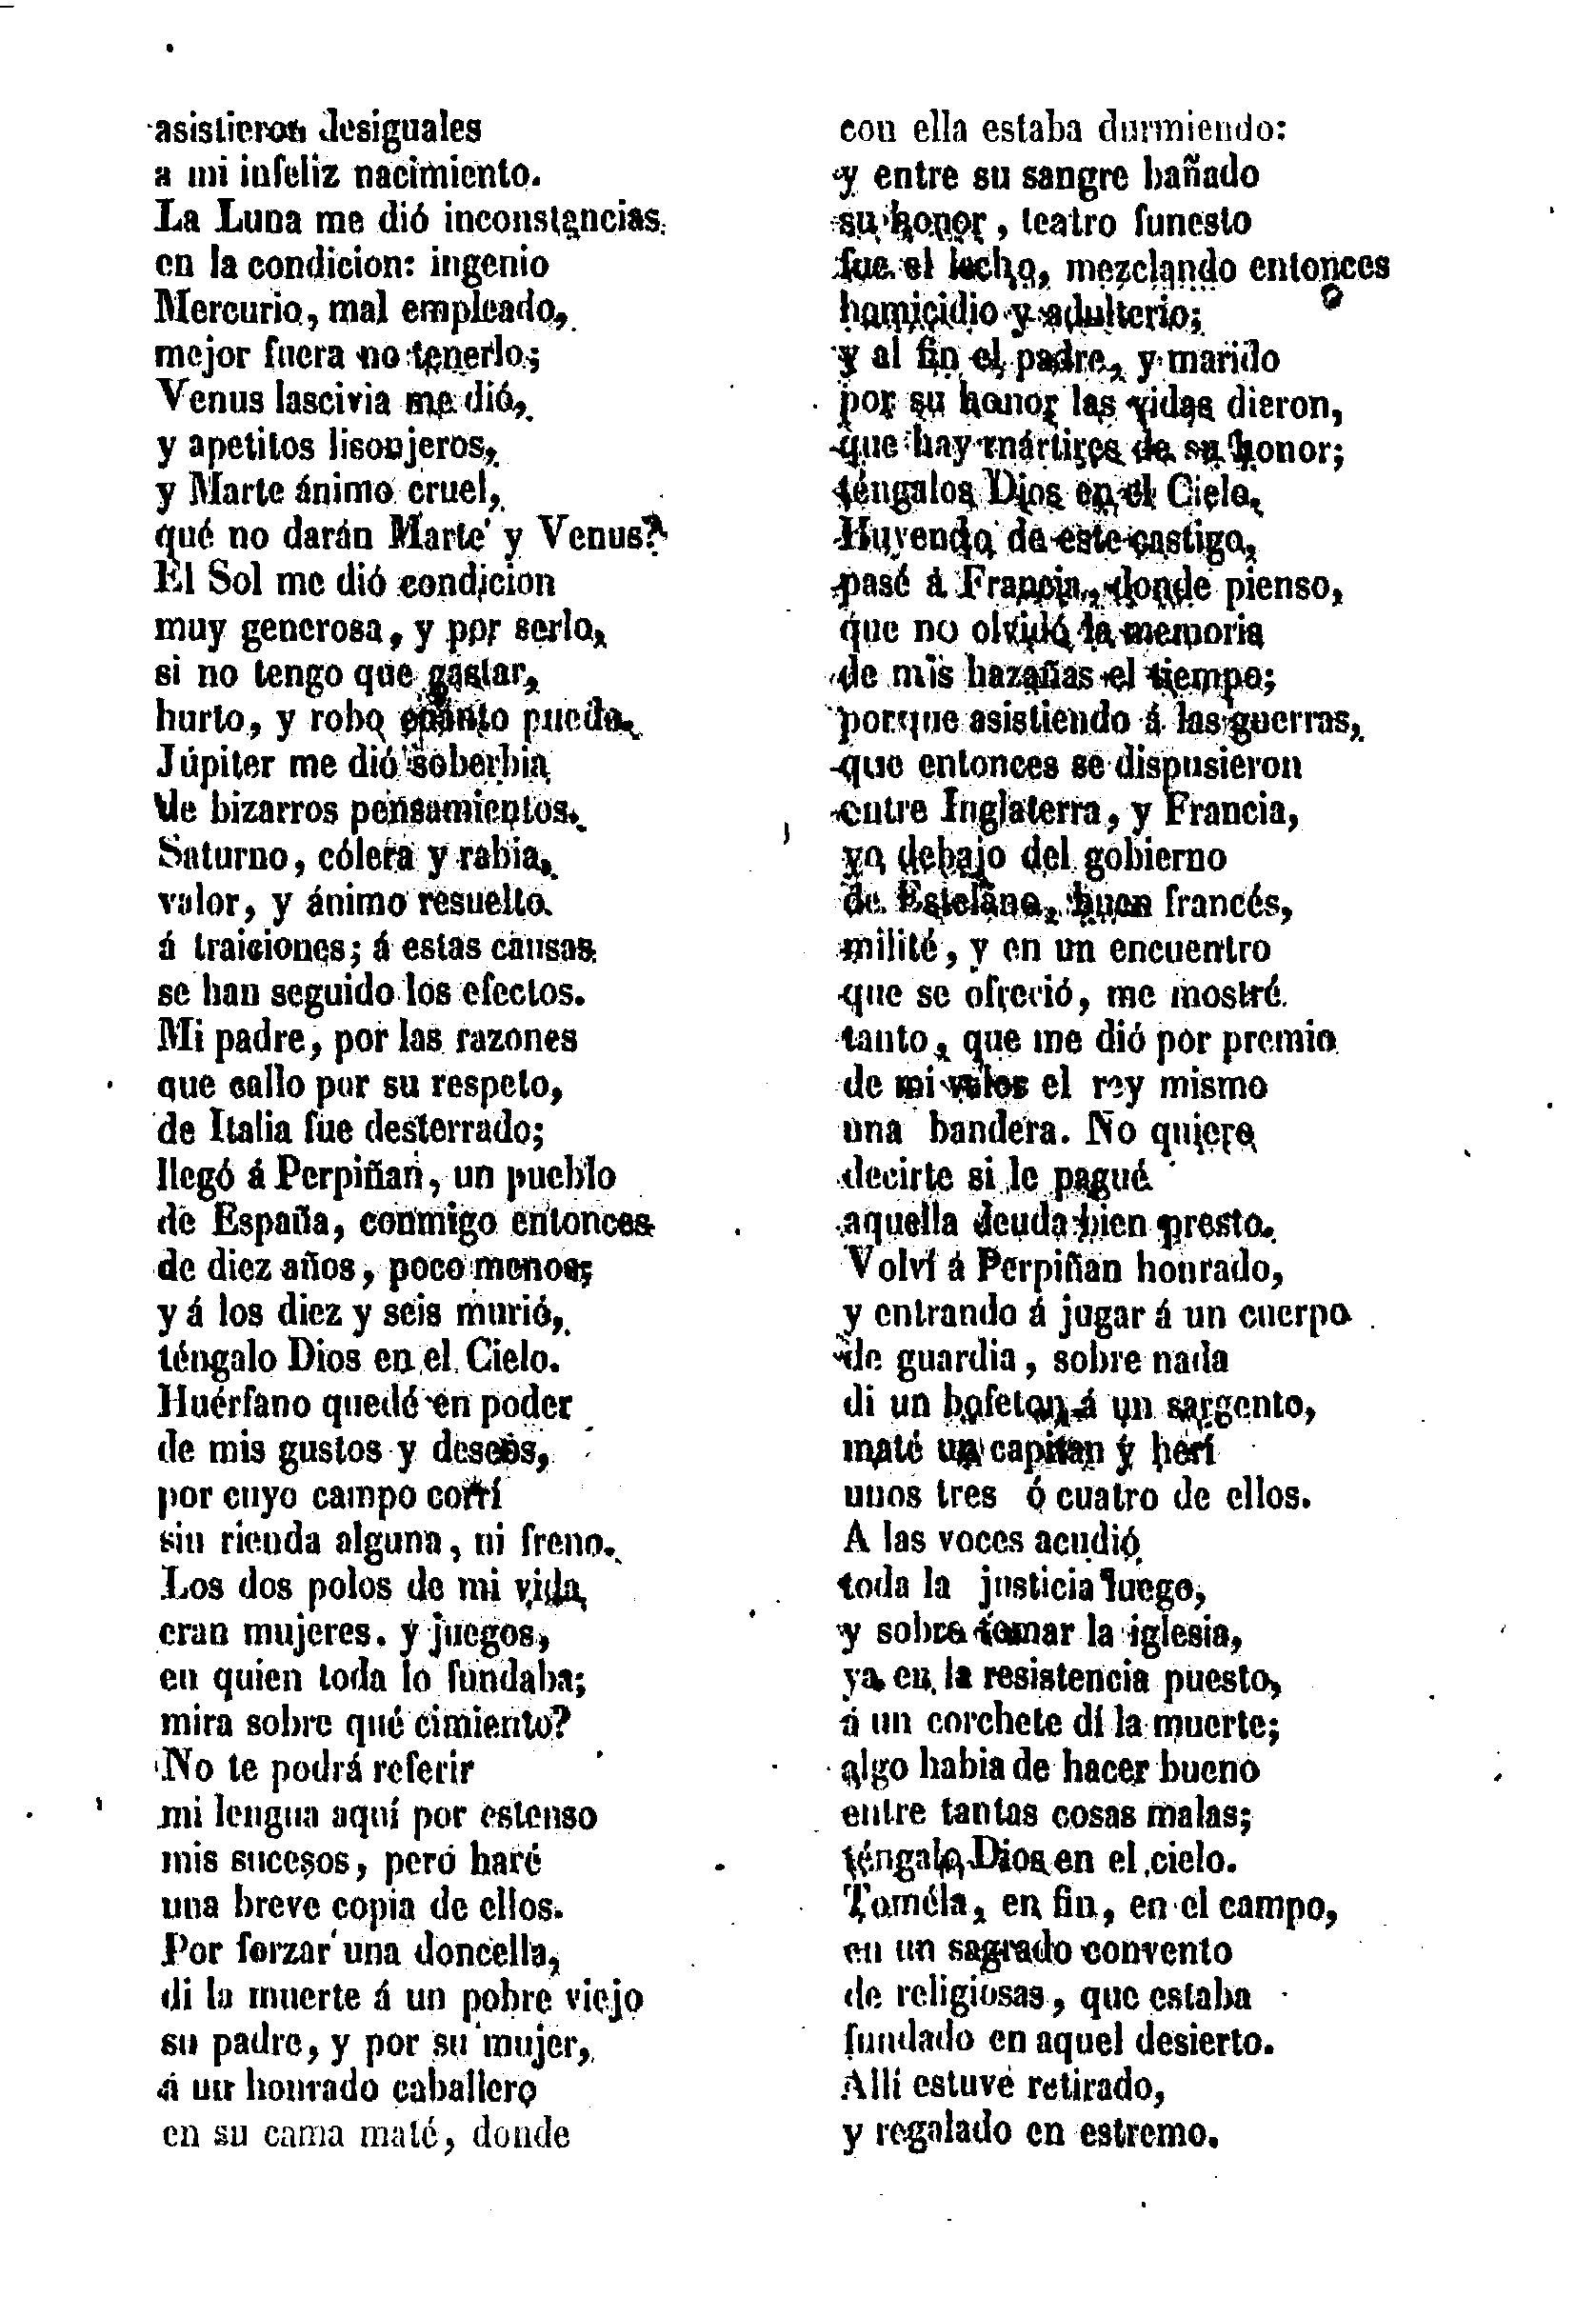 asistieron desiguales
a mi infeliz nacimiento.
La Luna me dió inconstancias
en la condicion: ingenio
Mercurio, mal empleado,
mejor fuera no tenerlo;
Venus lascivia me dió,
y apetitos lisonjeros,
y Marte ánimo cruel,
qué no darán Marte y Venus?
El Sol me dió condicion
muy generosa, y por serlo,
si no tengo que gastar,
hurto, y robo cuanto puedo.
Júpiter me dió soberbia
de bizarros pensamientos.
Saturno, cólera y rabia,
valor, y ánimo resuelto
á traiciones; á estas causas
se han seguido los efectos.
Mi padre, por las razones
que callo por su respeto,
de Italia fue desterrado;
llegó á Perpiñan, un pueblo
de España, conmigo entonces
de diez años, poco menos;
y á los diez y seis murió,
téngalo Dios en el Cielo.
Huérfano quedé en poder
de mis gustos y deseos,
por cuyo campo corrí
sin rienda alguna, ni freno.
Los dos polos de mi vida
eran mujeres. y juegos,
en quien toda lo fundaba;
mira sobre qué cimiento?
No te podrá referir
mi lengua aquí por estenso
mis sucesos, peró haré
una breve copia de ellos.
Por forzar una doncella,
di la muerte á un pobre viejo
su padre, y por su mujer,
á un honrado caballero
en su cama maté, donde
con ella estaba durmiendo:
y entre su sangre bañado
su honor, teatro funesto
fue el lecho, mezclando entonces
homicidio y adulterio;
y al fin el padre, y marido
por su honor las vidas dieron,
que hay mártires de su honor;
téngalos Dios en el Cielo.
Huyendo de este castigo,
pasé á Francia, donde pienso,
que no olvidó la memoria
de mis hazañas el tiempo;
porque asistiendo á las guerras,
que entonces se dispusieron
entre Inglaterra, y Francia,
yo debajo del gobierno
de Estefano, buen francés,
milité, y en un encuentro
que se ofreció, me mostré
tanto, que me dió por premio
de mi valor el rey mismo
una bandera. No quiero
decirte si le pagué
aquella deuda bien presto.
Volví á Perpiñan honrado,
y entrando á jugar á un cuerpo
de guardia, sobre nada
di un bofeton á un sargento,
maté un capitan y herí
unos tres ó cuatro de ellos.
A las voces acudió
toda la justicia luego,
y sobre tomar la iglesia,
ya en la resistencia puesto,
á un corchete dí la muerte;
algo habia de hacer bueno
entre tantas cosas malas;
téngalo Dios en el cielo.
Toméla, en fin, en el campo,
en un sagrado convento
de religiosas, que estaba
fundado en aquel desierto.
Allí estuve retirado,
y regalado en estremo.